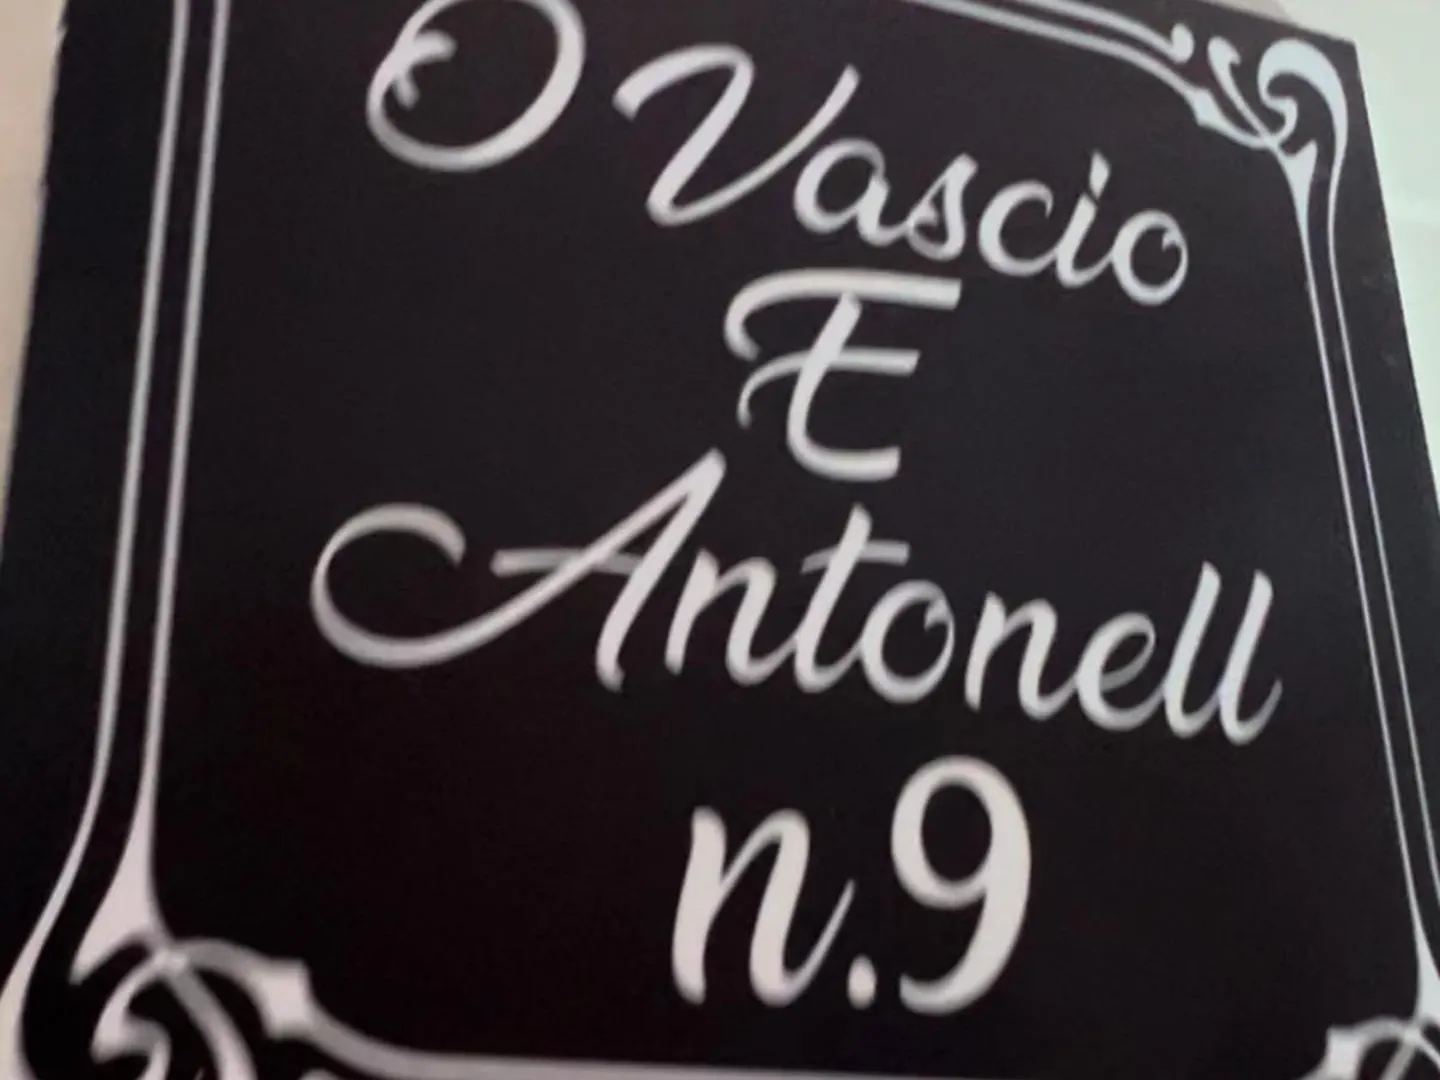 O Vascio
E
Antonell
n.9